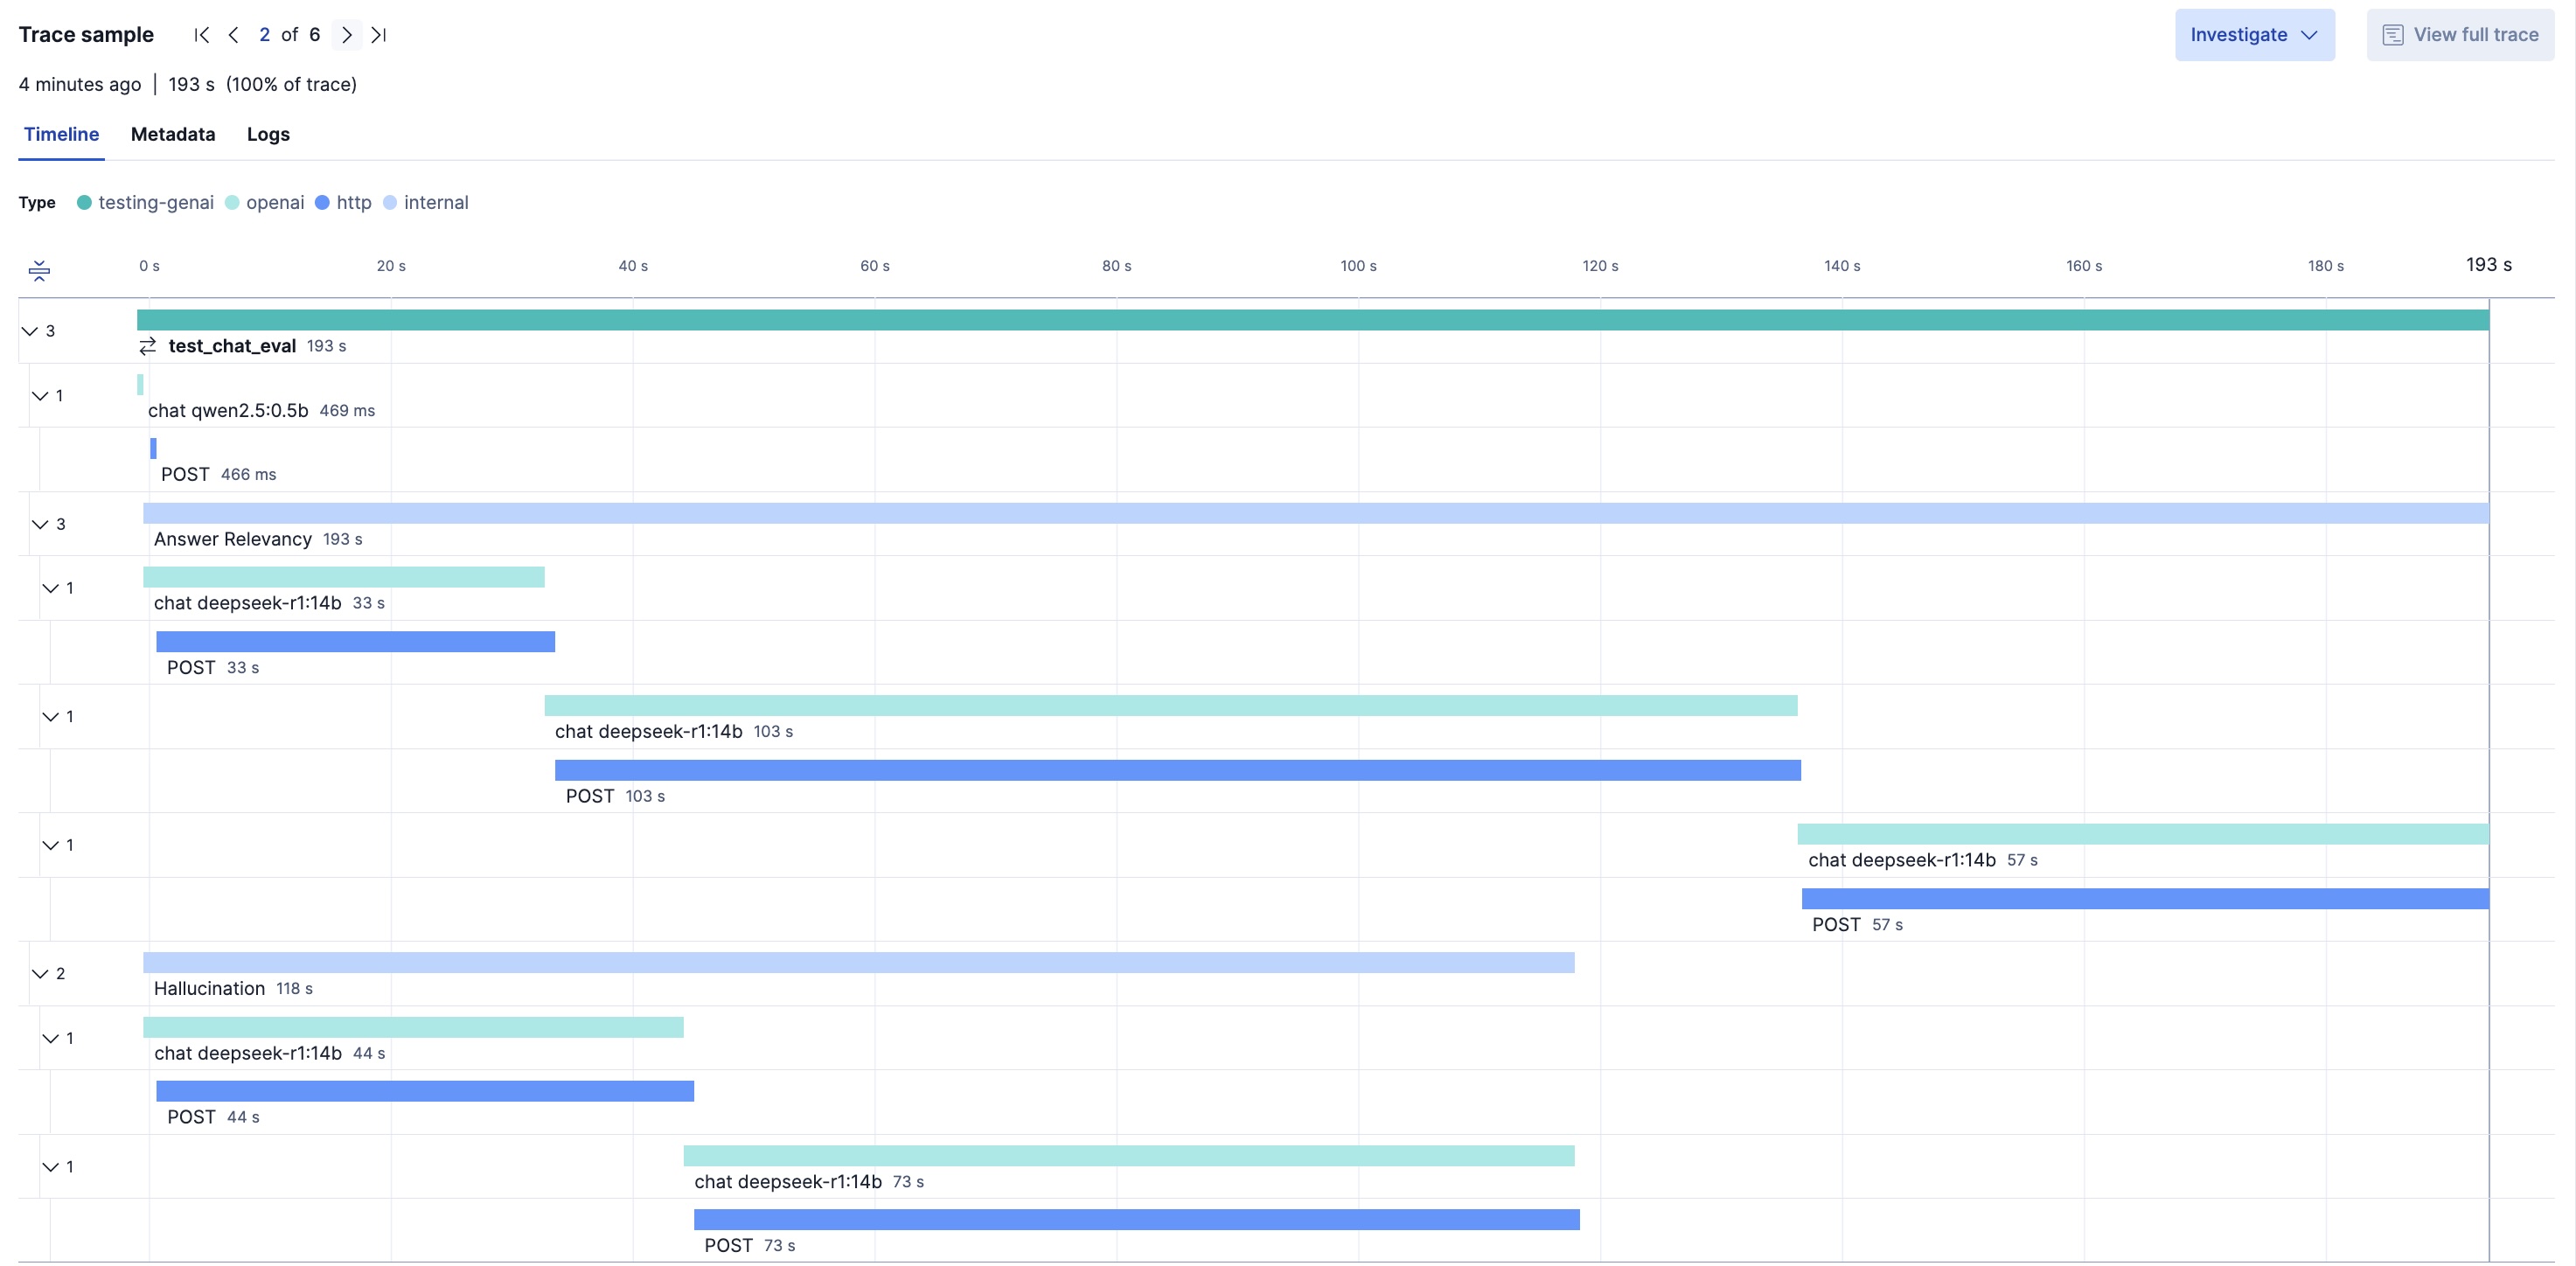 Trace sample 2 of 6 Investigate View full trace
4 minutes ago | 193 s (100% of trace)
Timeline Metadata Logs
Type testing-genai openai http internal
0 s 20 s 40 s 60 s 80 s 100 s 120 s 140 s 160 s 180 s 193 s
3
test_chat_eval 193 s
1
chat qwen2.5:0.5b 469 ms
POST 466 ms
3
Answer Relevancy 193 s
1
chat deepseek-r1:14b 33 s
POST 33 s
1
chat deepseek-r1:14b 103 s
POST 103 s
1
chat deepseek-r1:14b 57 s
POST 57 s
2
Hallucination 118 s
1
chat deepseek-r1:14b 44 s
POST 44 s
1
chat deepseek-r1:14b 73 s
POST 73 s